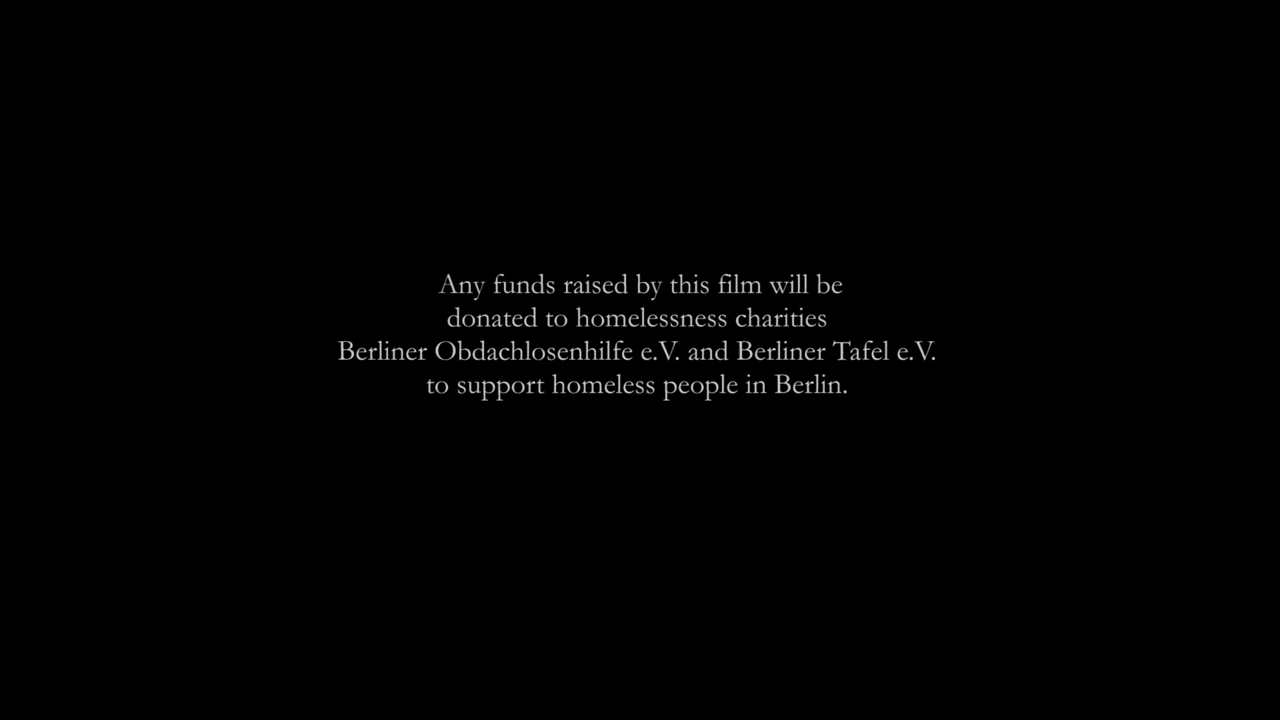 Any funds raised by this film will be
donated to homelessness charities
Berliner Obdachlosenhilfe e.V. and Berliner Tafel e.V.
to support homeless people in Berlin.